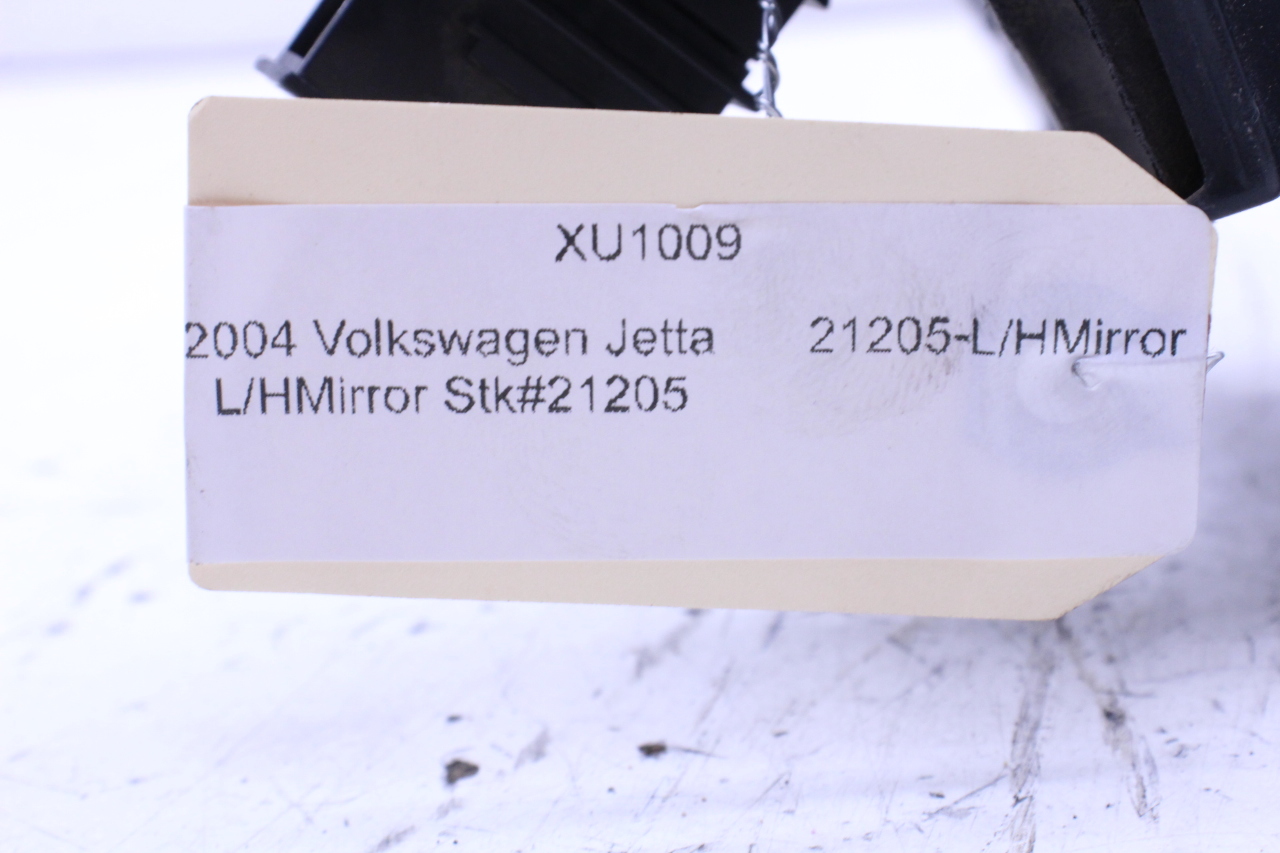 XU1009
2004 Volkswagen Jetta
L/HMirror Stk#21205
21205-L/HMirror